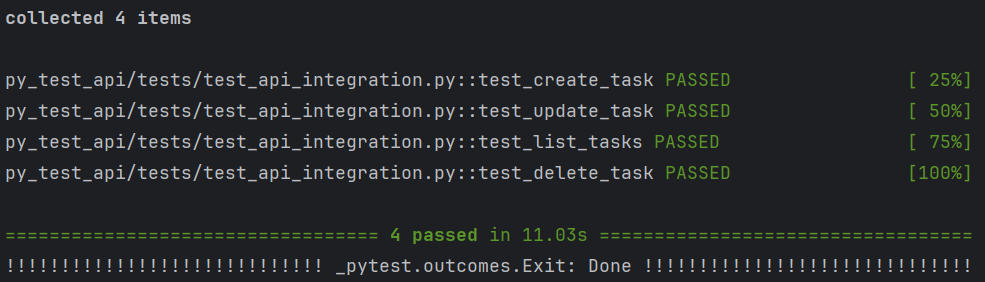 collected 4 items
py_test_api/tests/test_api_integration.py::test_create_task PASSED [ 25%]
py_test_api/tests/test_api_integration.py::test_update_task PASSED [ 50%]
py_test_api/tests/test_api_integration.py::test_list_tasks PASSED [ 75%]
py_test_api/tests/test_api_integration.py::test_delete_task PASSED [100%]
================================== 4 passed in 11.03s ==================================
!!!!!!!!!!!!!!!!!!!!!!!!!!!!! _pytest.outcomes.Exit: Done !!!!!!!!!!!!!!!!!!!!!!!!!!!!!!